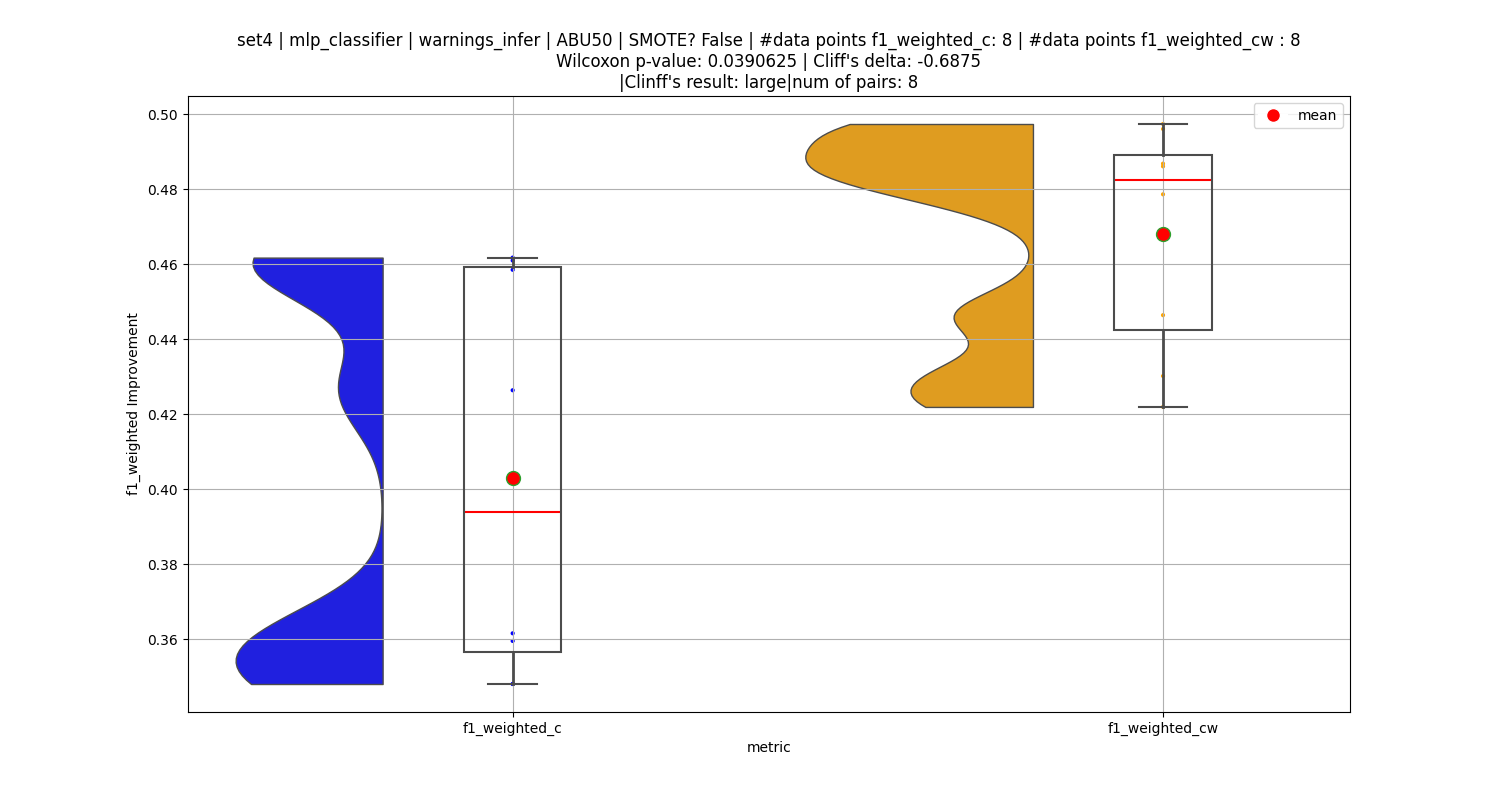 set4 | mlp_classifier | warnings_infer | ABU50 | SMOTE? False | #data points f1_weighted_c: 8 | #data points f1_weighted_cw : 8
Wilcoxon p-value: 0.0390625 | Cliff's delta: -0.6875
|Clinff's result: large|num of pairs: 8
mean
0.50
0.48
0.46
0.44
0.42
0.40
0.38
0.36
f1_weighted Improvement
f1_weighted_c
f1_weighted_cw
metric